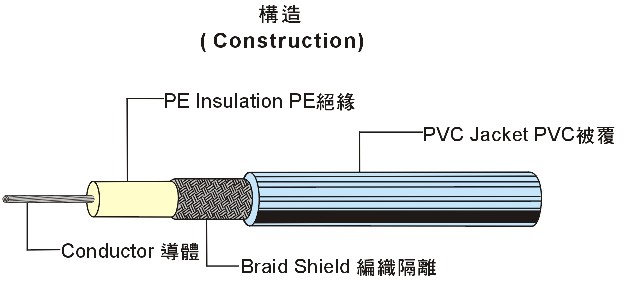 構造
( Construction)
PE Insulation PE絕緣
PVC Jacket PVC被覆
Conductor 導體
Braid Shield 編織隔離